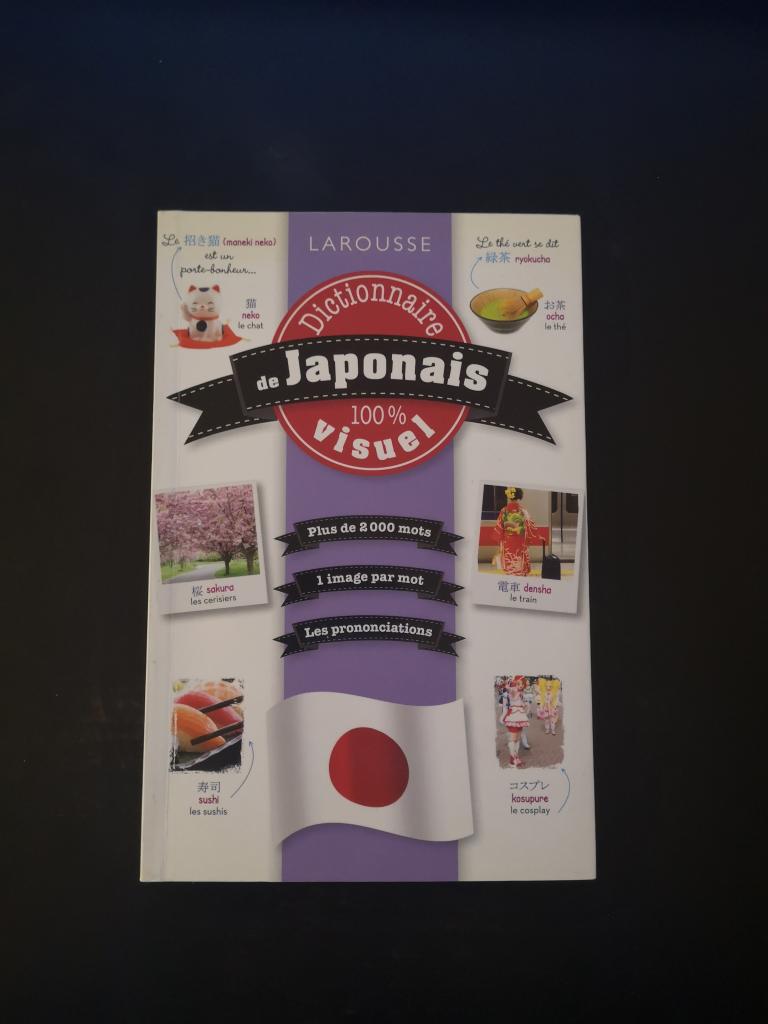 LAROUSSE
Dictionnaire
de Japonais
100 %
visuel
Le 招き猫 (maneki neko)
est un
porte-bonheur...
猫
neko
le chat
Le thé vert se dit
緑茶 ryokucha
お茶
ocha
le thé
桜 sakura
les cerisiers
電車 densha
le train
Plus de 2 000 mots
1 image par mot
Les prononciations
寿司
sushi
les sushis
コスプレ
kosupure
le cosplay